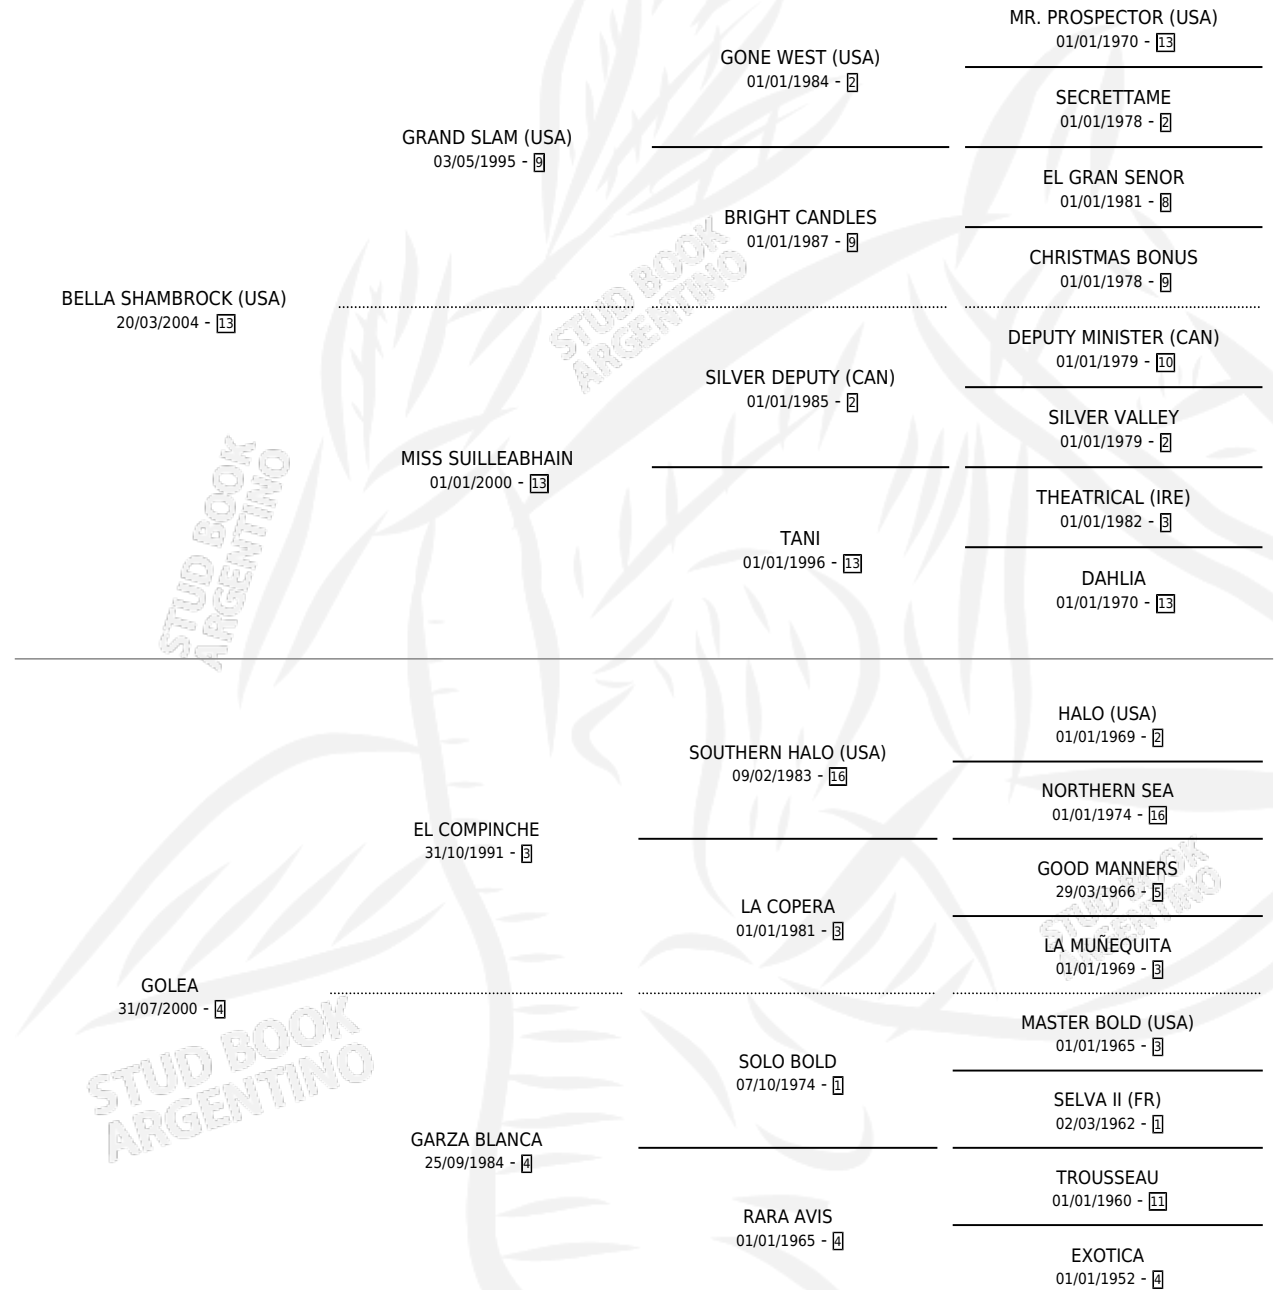 MR. PROSPECTOR (USA)
01/01/1970 - 13
GONE WEST (USA)
01/01/1984 - 2
SECRETTAME
01/01/1978 - 2
GRAND SLAM (USA)
03/05/1995 - 9
EL GRAN SENOR
01/01/1981 - 8
BRIGHT CANDLES
01/01/1987 - 9
CHRISTMAS BONUS
01/01/1978 - 9
BELLA SHAMBROCK (USA)
20/03/2004 - 13
DEPUTY MINISTER (CAN)
01/01/1979 - 10
SILVER DEPUTY (CAN)
01/01/1985 - 2
SILVER VALLEY
01/01/1979 - 2
MISS SUILLEABHAIN
01/01/2000 - 13
THEATRICAL (IRE)
01/01/1982 - 3
TANI
01/01/1996 - 13
DAHLIA
01/01/1970 - 13
STUD BOOK
ARGENTINO
STUD BOOK
ARGENTINO
HALO (USA)
01/01/1969 - 2
SOUTHERN HALO (USA)
09/02/1983 - 16
NORTHERN SEA
01/01/1974 - 16
EL COMPINCHE
31/10/1991 - 3
GOOD MANNERS
29/03/1966 - 5
LA COPERA
01/01/1981 - 3
LA MUÑEQUITA
01/01/1969 - 3
GOLEA
31/07/2000 - 4
MASTER BOLD (USA)
01/01/1965 - 3
SOLO BOLD
07/10/1974 - 1
SELVA II (FR)
02/03/1962 - 1
GARZA BLANCA
25/09/1984 - 4
TROUSSEAU
01/01/1960 - 11
RARA AVIS
01/01/1965 - 4
EXOTICA
01/01/1952 - 4
STUD BOOK
ARGENTINO
STUD BOOK
ARGENTINO